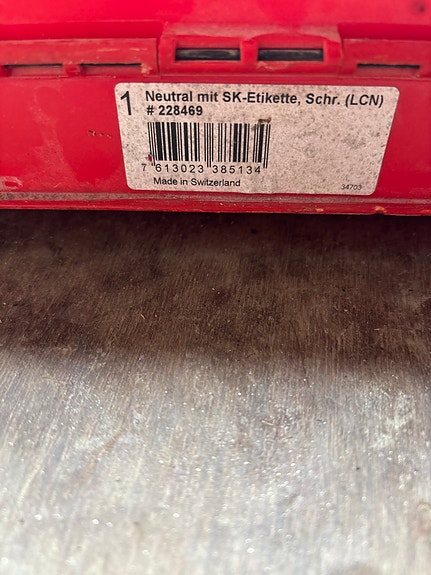 1 Neutral mit SK-Etikette, Schr. (LCN)
# 228469
7 613023 385134
Made in Switzerland
34703